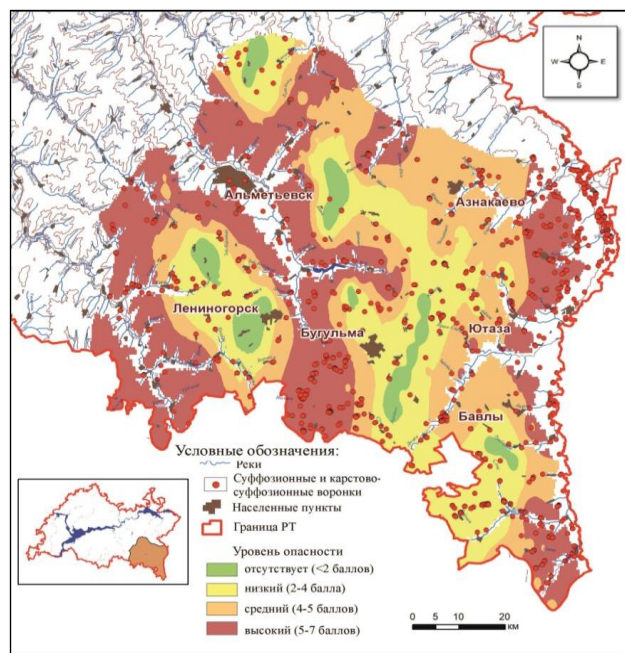 N
W E
S
Альметьевск
Азнакаево
Лениногорск
Бугульма
Ютаза
Бавлы
Условные обозначения:
Реки
Суффозионные и карстово-
суффозионные воронки
Населенные пункты
Граница РТ
Уровень опасности
отсутствует (<2 баллов)
низкий (2-4 балла)
средний (4-5 баллов)
высокий (5-7 баллов)
0 5 10 20
км